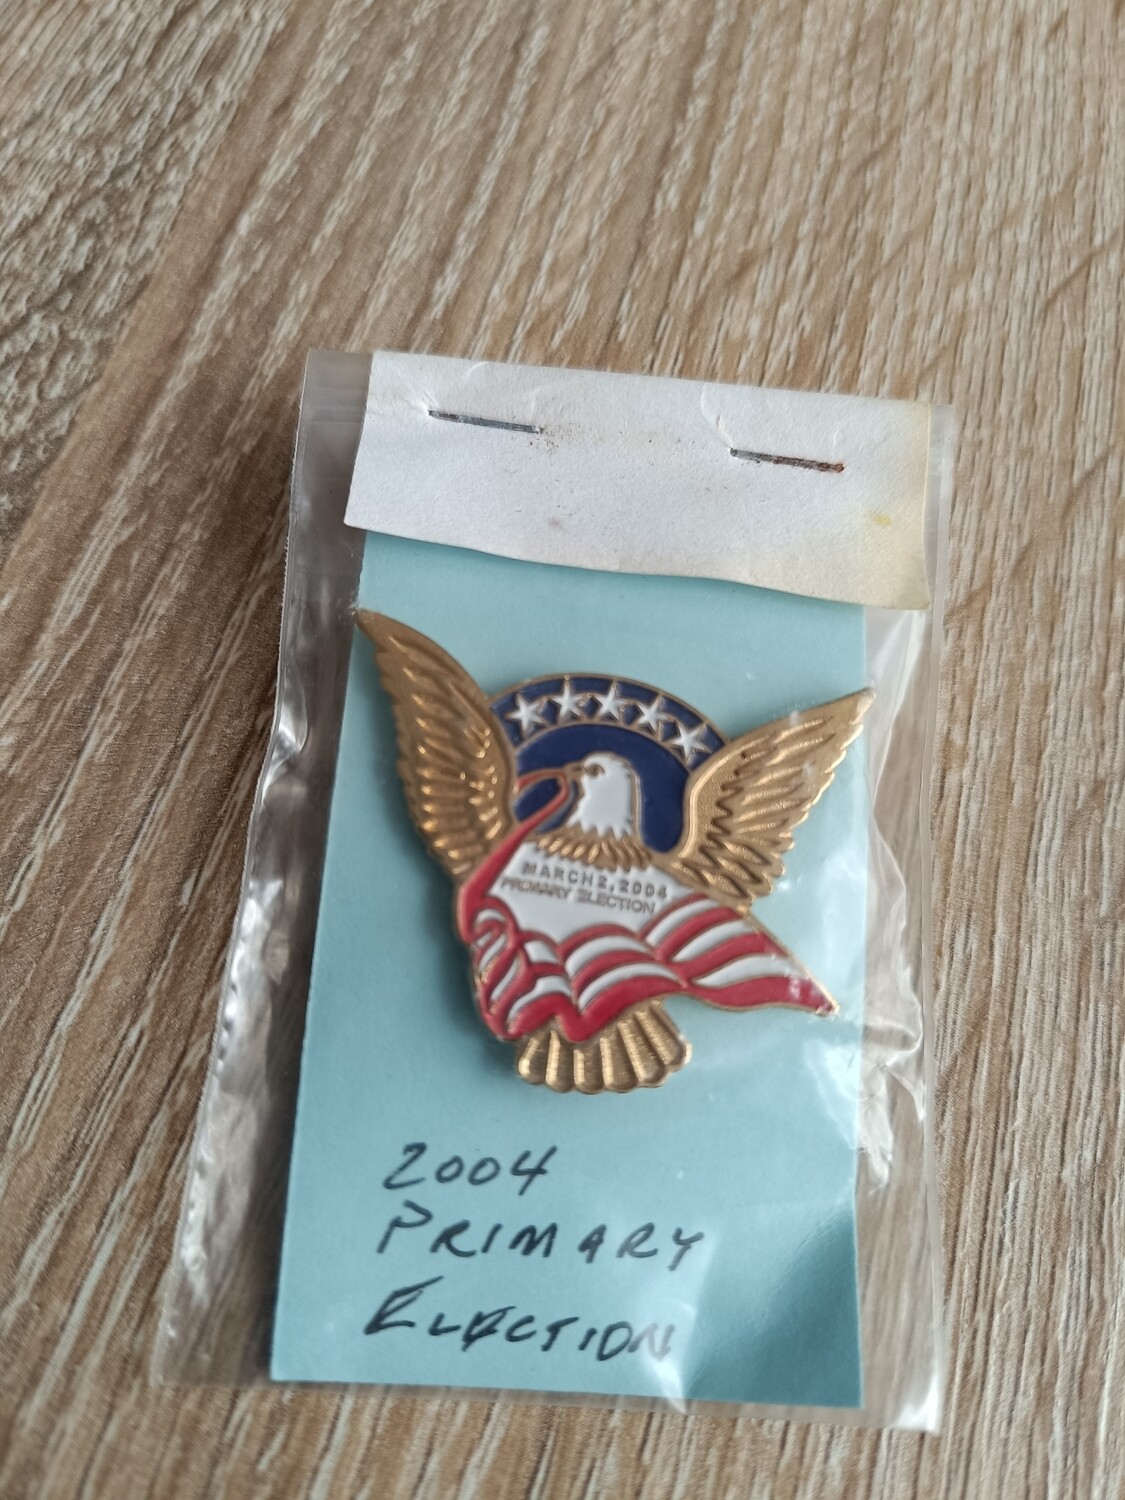 MARCH 2, 2004
PRIMARY ELECTION
2004
PRIMARY
ELECTION